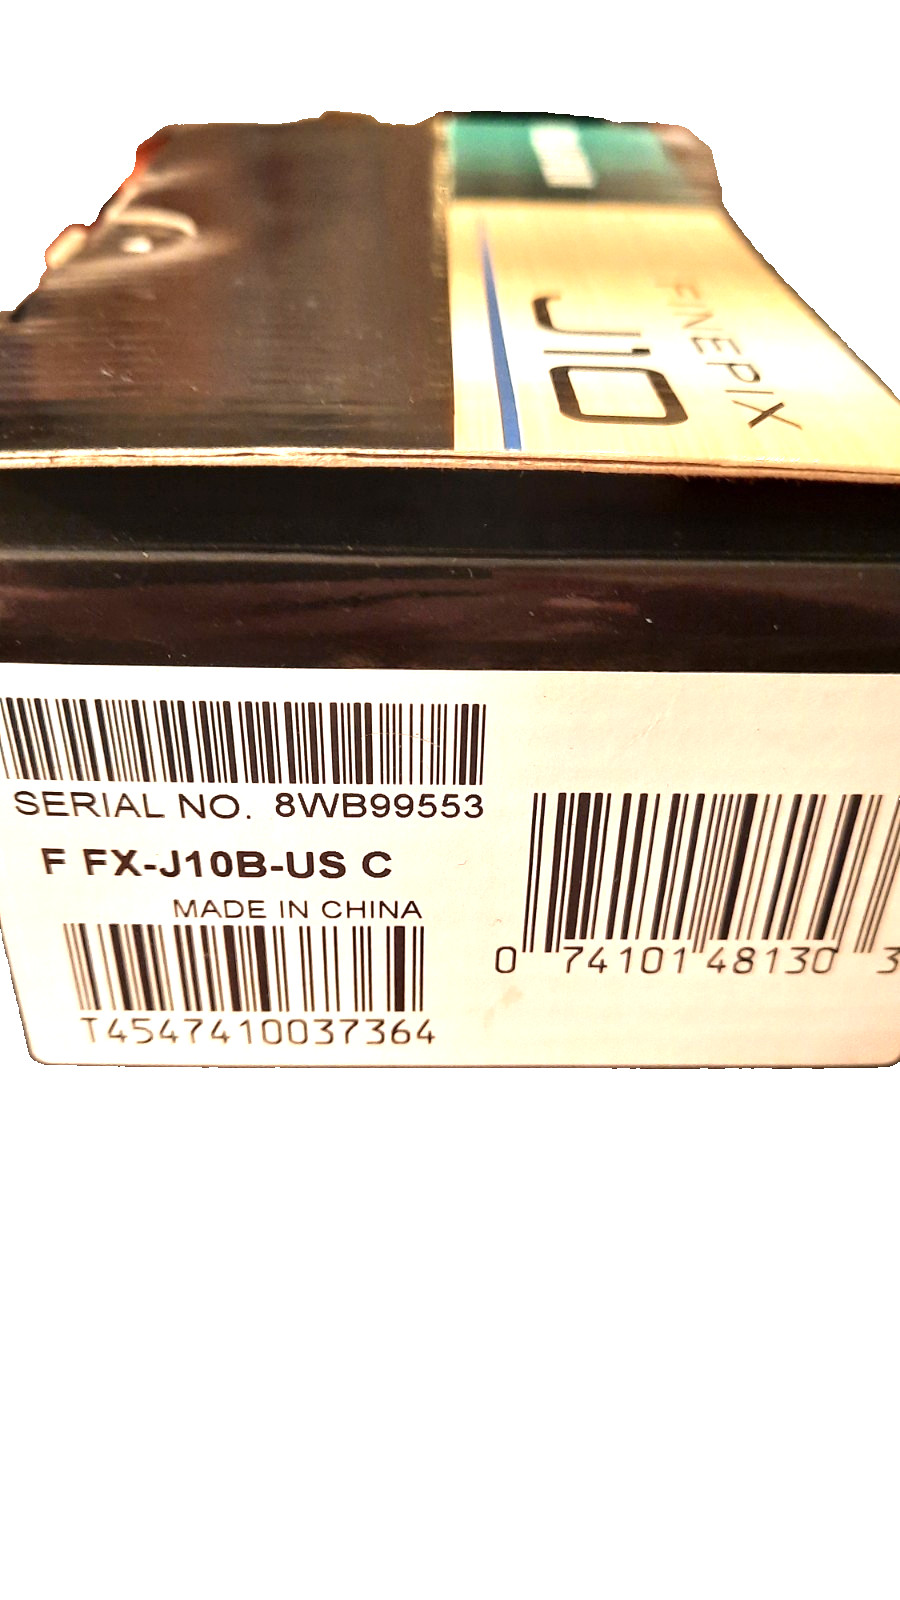 FINEPIX
J10
SERIAL NO. 8WB99553
F FX-J10B-US C
MADE IN CHINA
T4547410037364
0 74101 48130 3